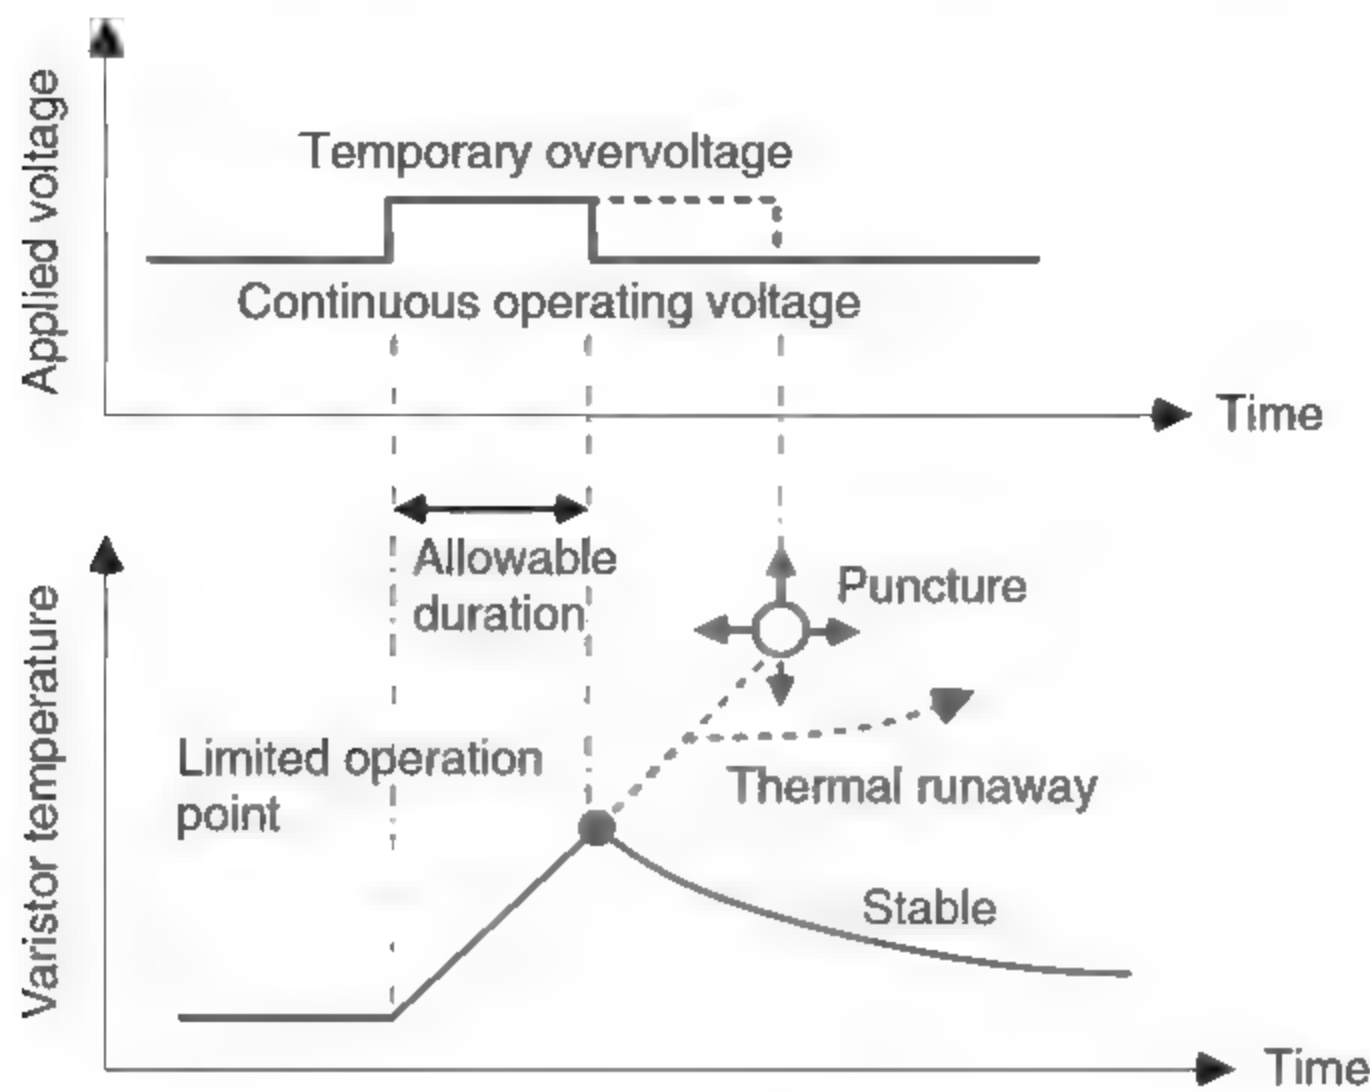 Applied voltage
Temporary overvoltage
Continuous operating voltage
Time
Varistor temperature
Allowable
duration
Puncture
Limited operation
point
Thermal runaway
Stable
Time